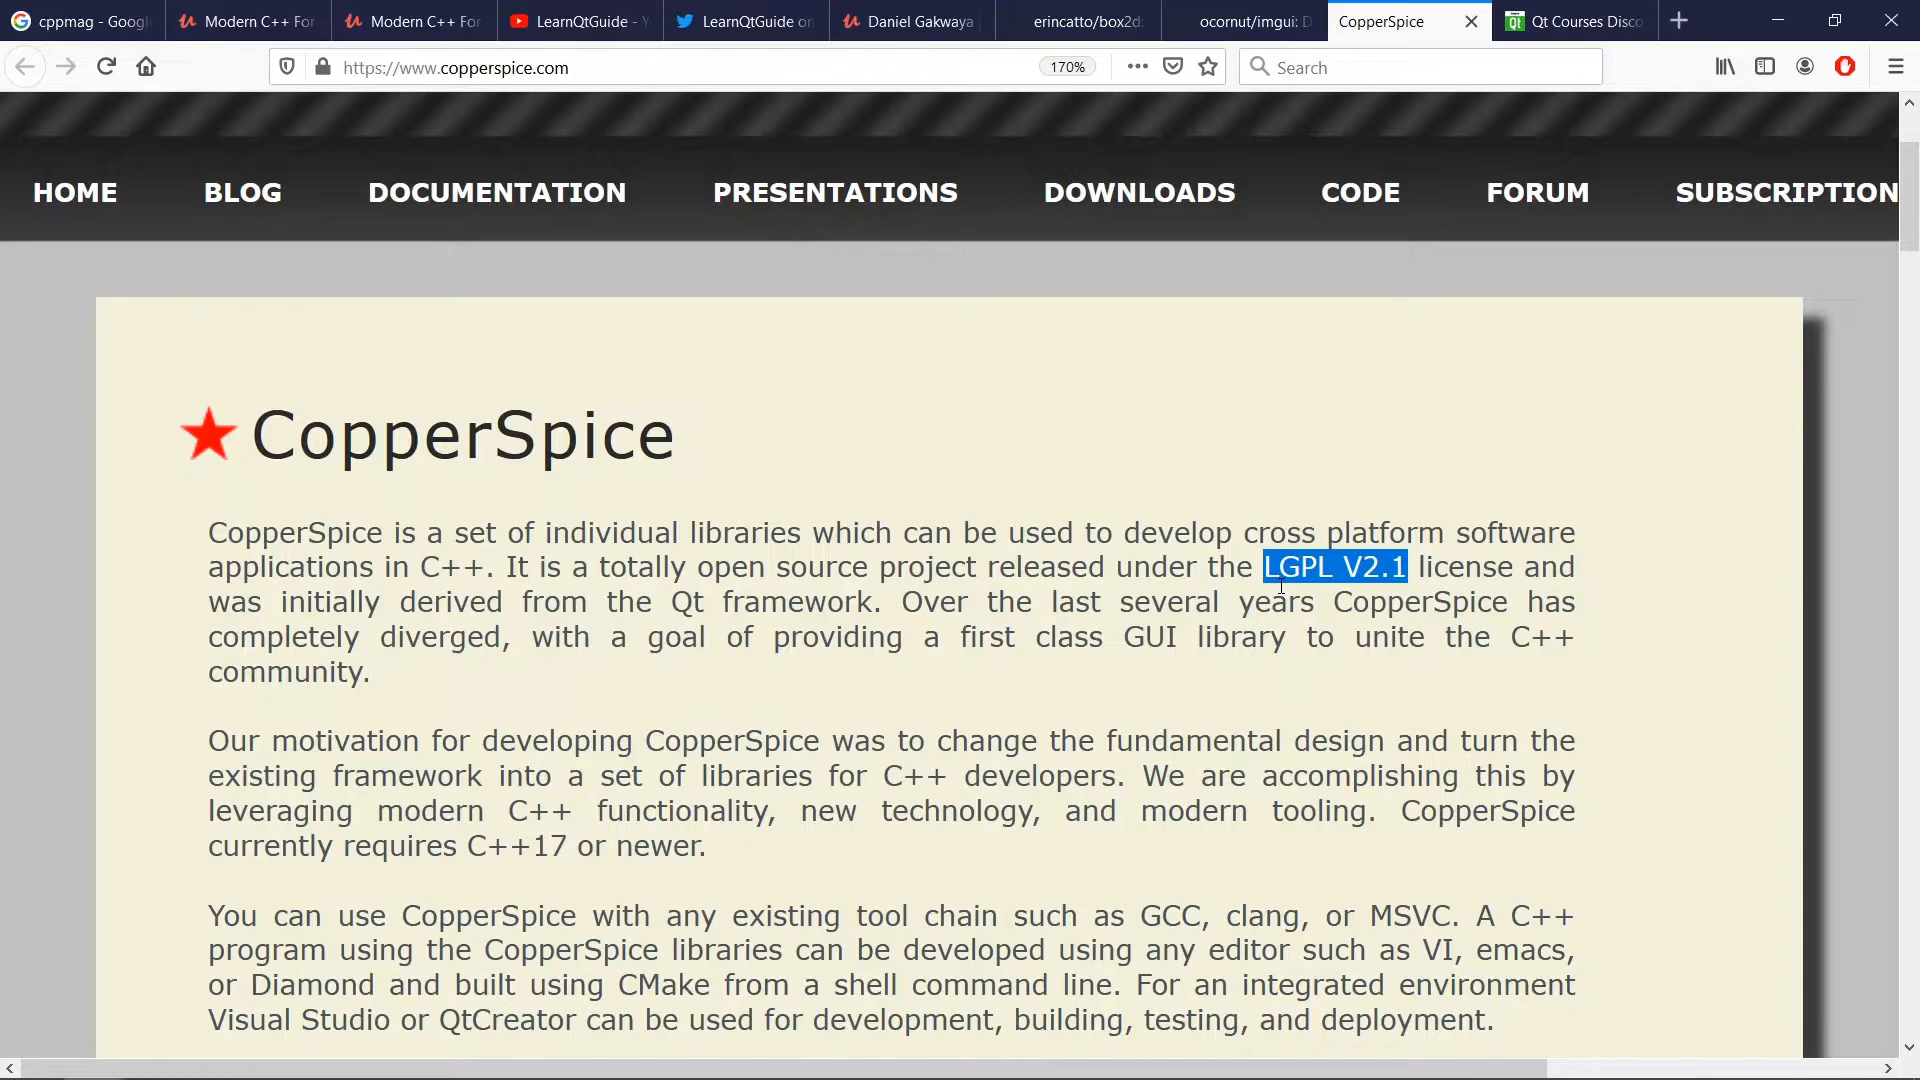 cppmag - Googl
Modern C++ For
Modern C++ For
LearnQtGuide - Y
LearnQtGuide on
Daniel Gakwaya
erincatto/box2d:
ocornut/imgui: D
CopperSpice
Qt Courses Disco
https://www.copperspice.com
170%
Search
HOME
BLOG
DOCUMENTATION
PRESENTATIONS
DOWNLOADS
CODE
FORUM
SUBSCRIPTION
CopperSpice
CopperSpice is a set of individual libraries which can be used to develop cross platform software
applications in C++. It is a totally open source project released under the LGPL V2.1 license and
was initially derived from the Qt framework. Over the last several years CopperSpice has
completely diverged, with a goal of providing a first class GUI library to unite the C++
community.
Our motivation for developing CopperSpice was to change the fundamental design and turn the
existing framework into a set of libraries for C++ developers. We are accomplishing this by
leveraging modern C++ functionality, new technology, and modern tooling. CopperSpice
currently requires C++17 or newer.
You can use CopperSpice with any existing tool chain such as GCC, clang, or MSVC. A C++
program using the CopperSpice libraries can be developed using any editor such as VI, emacs,
or Diamond and built using CMake from a shell command line. For an integrated environment
Visual Studio or QtCreator can be used for development, building, testing, and deployment.